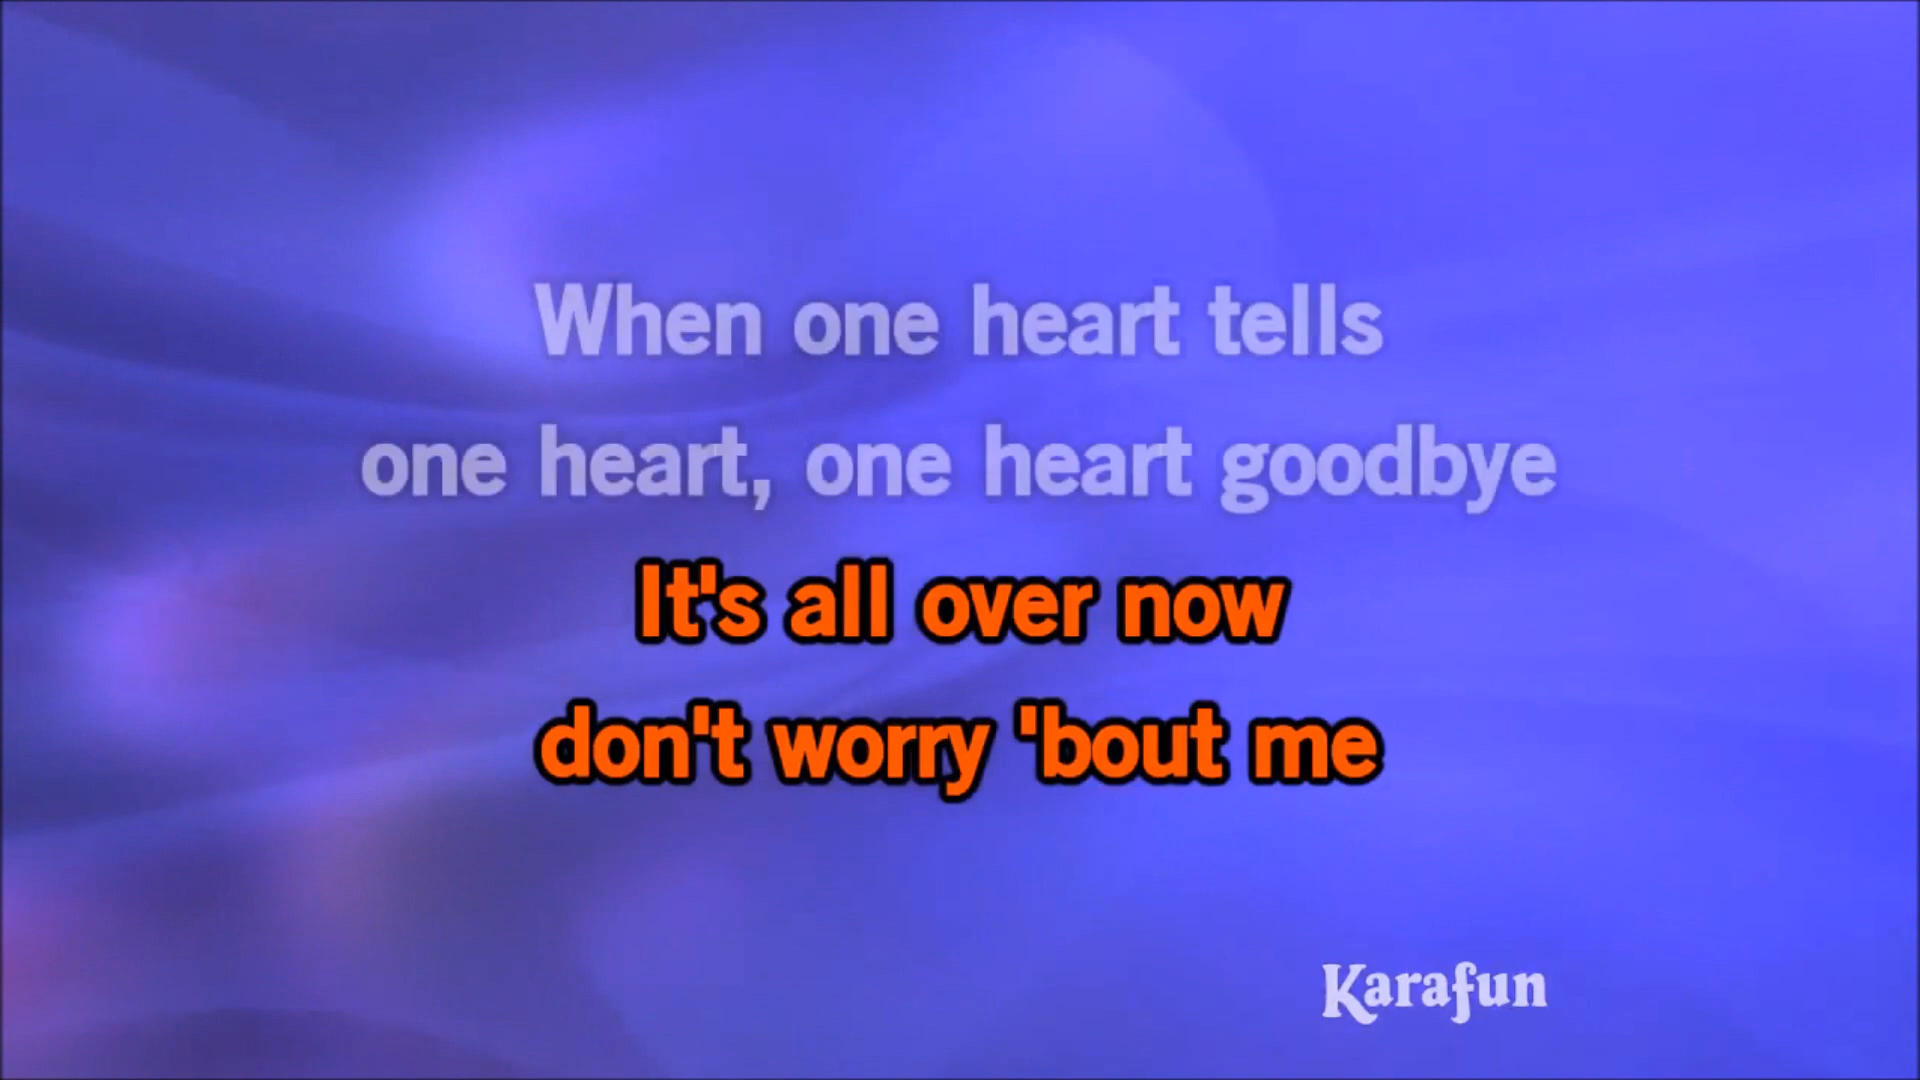 When one heart tells
one heart, one heart goodbye
It's all over now
don't worry 'bout me
Karafun